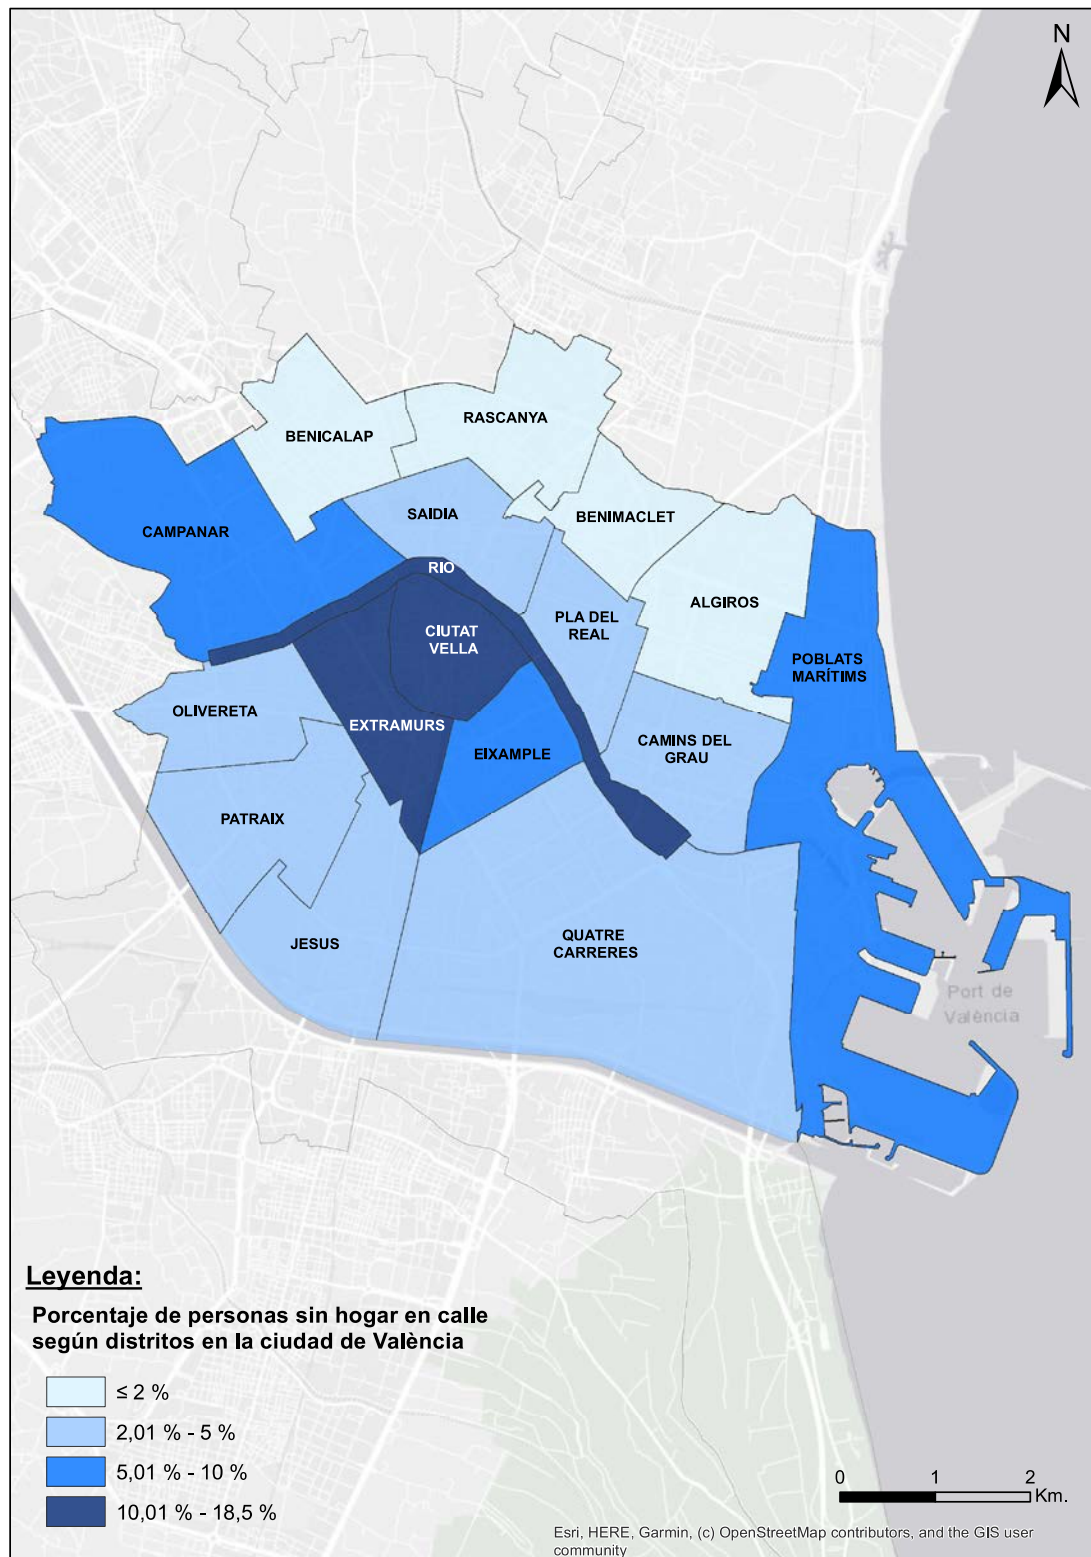 N
RASCANYA
BENICALAP
SAIDIA
BENIMACLET
CAMPANAR
RIO
ALGIROS
PLA DEL
REAL
CIUTAT
VELLA
POBLATS
MARÍTIMS
OLIVERETA
EXTRAMURS
EIXAMPLE
CAMINS DEL
GRAU
PATRAIX
JESUS
QUATRE
CARRERES
Port de
València
Leyenda:
Porcentaje de personas sin hogar en calle
según distritos en la ciudad de València
≤ 2 %
2,01 % - 5 %
5,01 % - 10 %
10,01 % - 18,5 %
0 1 2
Km.
Esri, HERE, Garmin, (c) OpenStreetMap contributors, and the GIS user
community